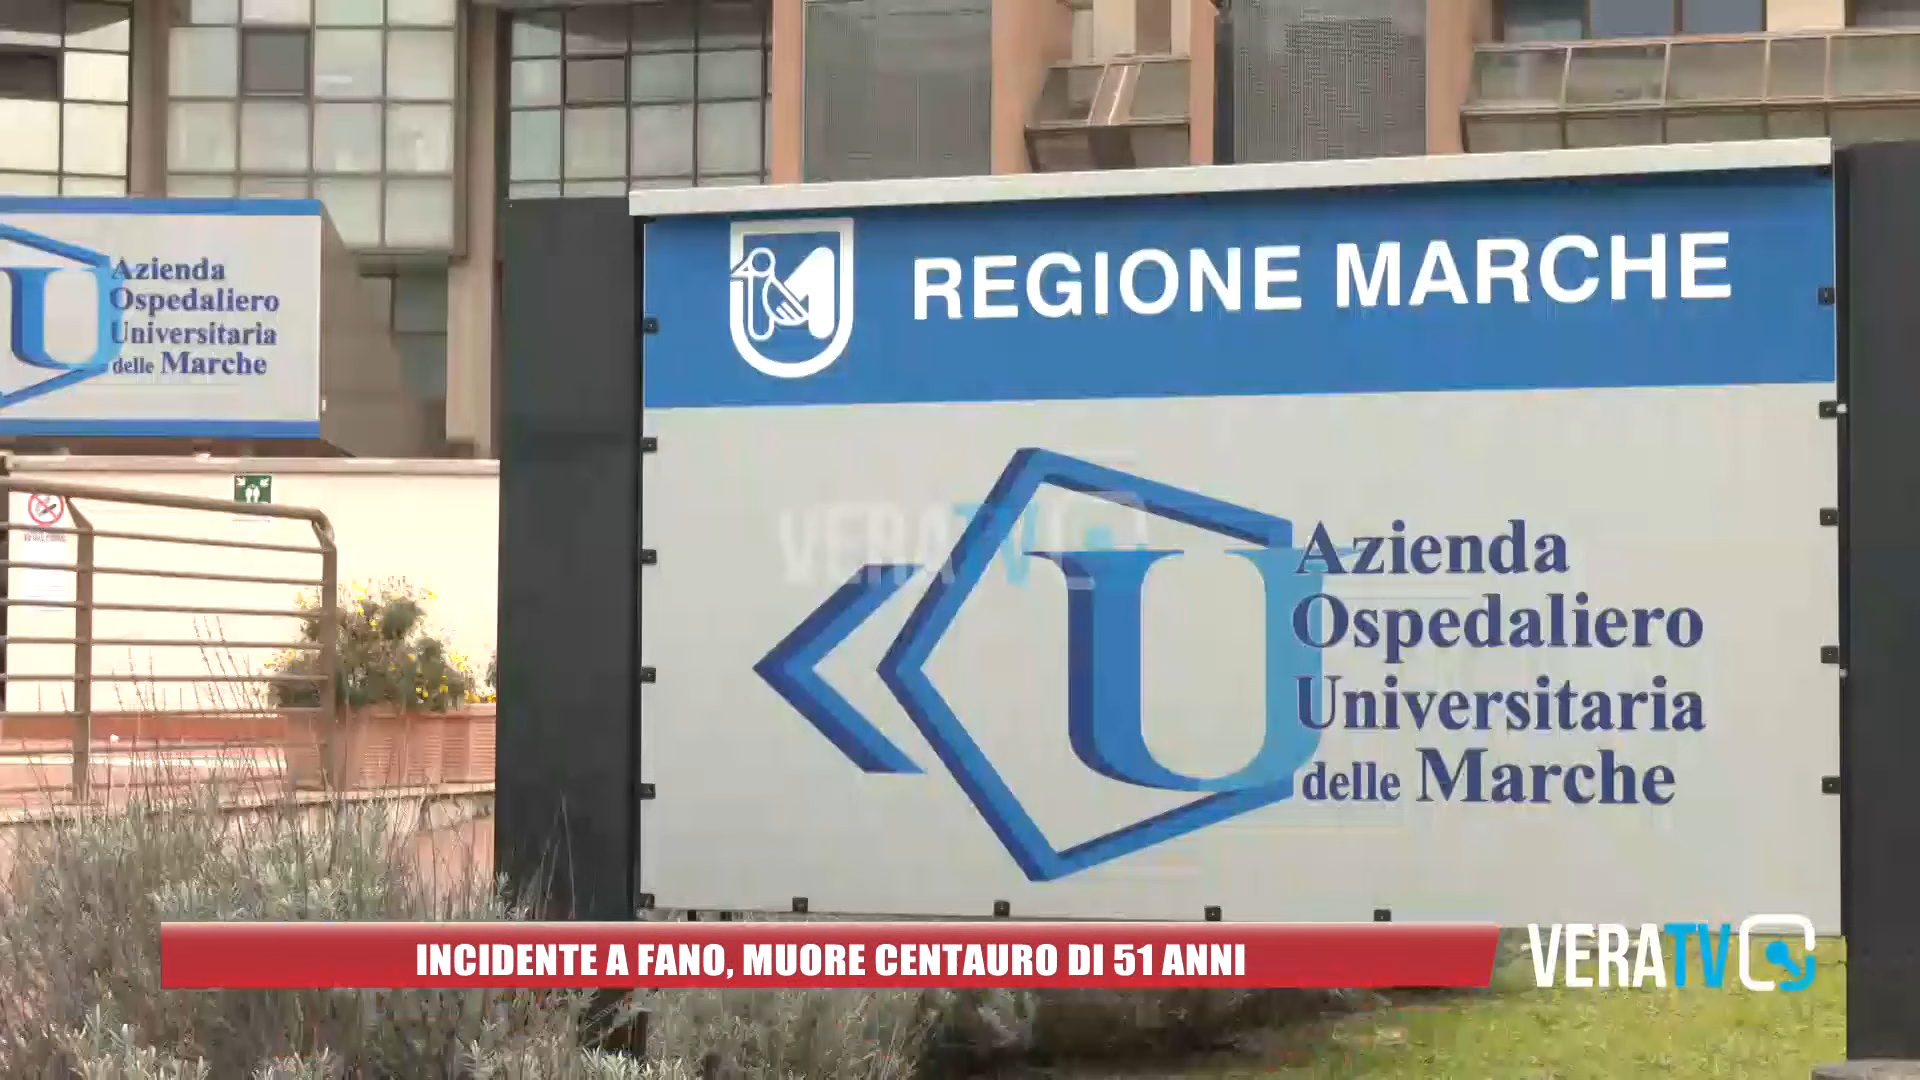 REGIONE MARCHE
Azienda
Ospedaliero
Universitaria
delle Marche
U
Azienda
Ospedaliero
Universitaria
delle Marche
U
VERATV
INCIDENTE A FANO, MUORE CENTAURO DI 51 ANNI
VERATV